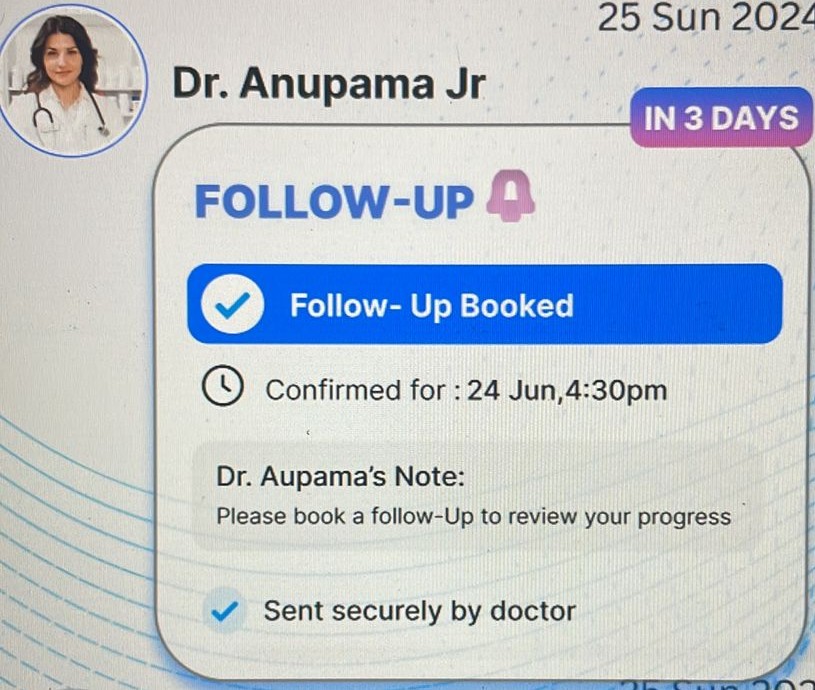 25 Sun 2024
Dr. Anupama Jr
IN 3 DAYS
FOLLOW-UP
Follow- Up Booked
Confirmed for : 24 Jun,4:30pm
Dr. Aupama's Note:
Please book a follow-Up to review your progress
Sent securely by doctor